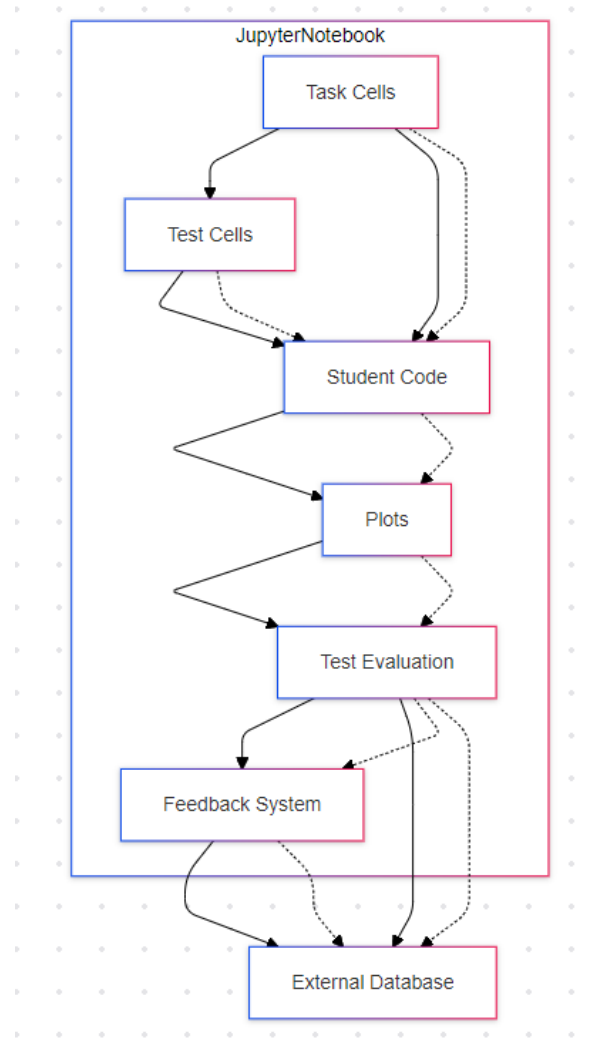 JupyterNotebook
Task Cells
Test Cells
Student Code
Plots
Test Evaluation
Feedback System
External Database